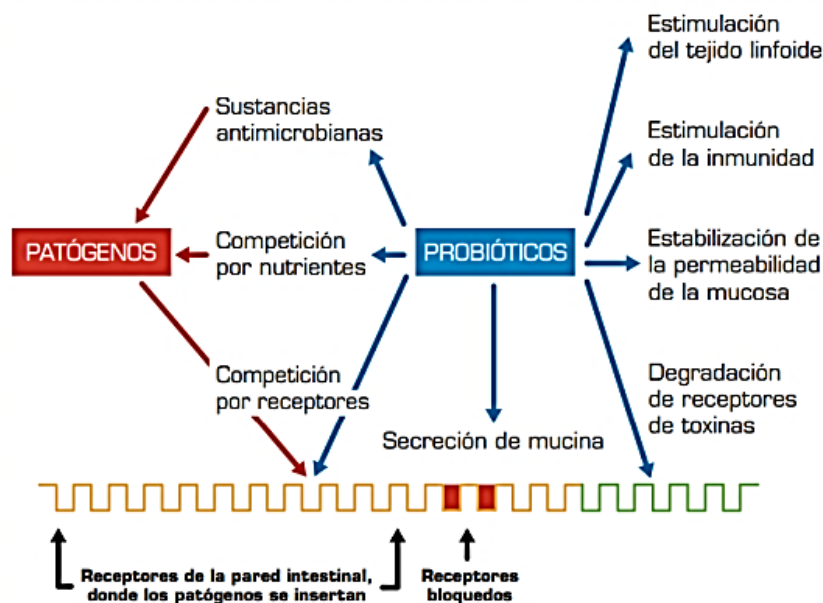 Estimulación
del tejido linfoide
Sustancias
antimicrobianas
Estimulación
de la inmunidad
PATÓGENOS
Competición
por nutrientes
PROBIÓTICOS
Estabilización de
la permeabilidad
de la mucosa
Competición
por receptores
Degradación
de receptores
de toxinas
Secreción de mucina
Receptores de la pared intestinal,
donde los patógenos se insertan
Receptores
bloquedos